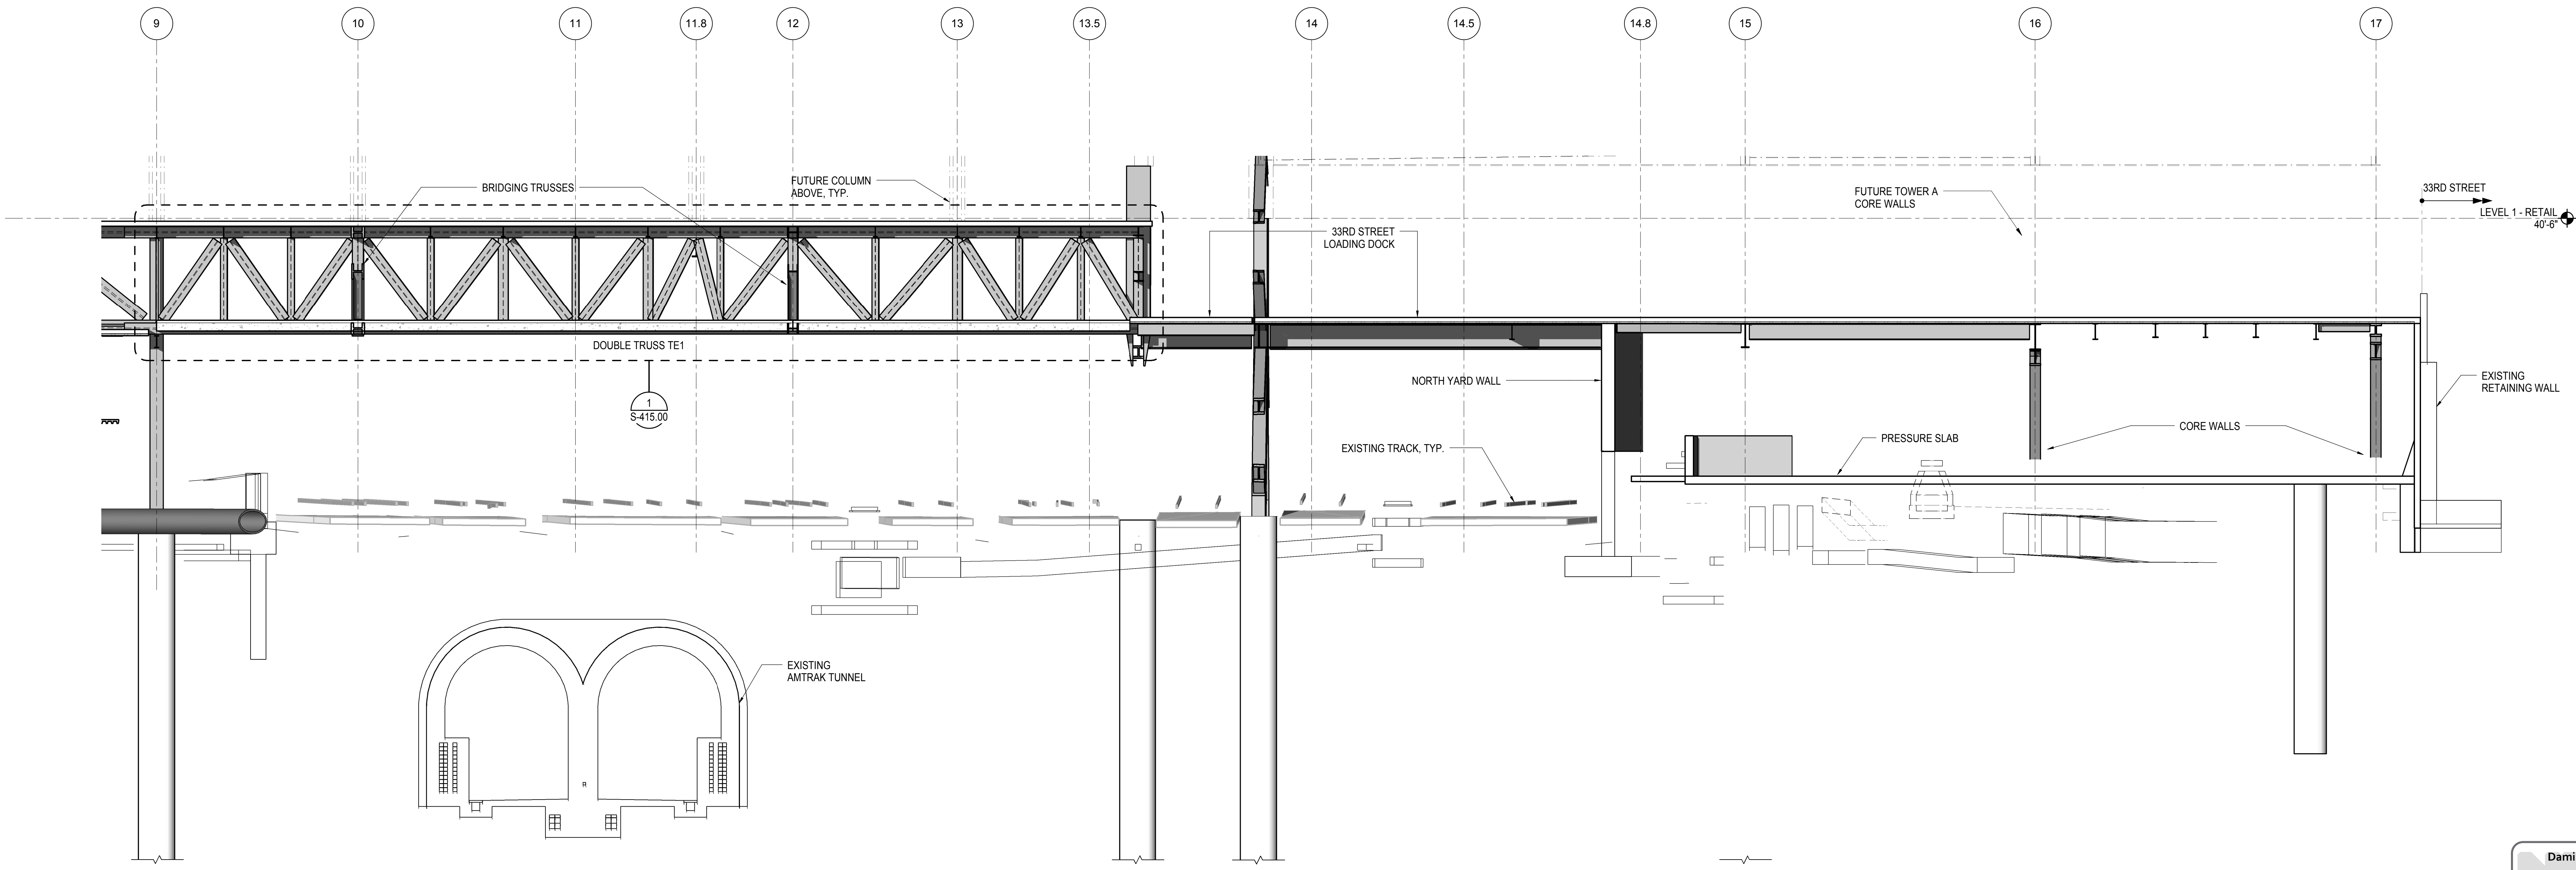 9
10
11
11.8
12
13
13.5
14
14.5
14.8
15
16
17
BRIDGING TRUSSES
FUTURE COLUMN
ABOVE, TYP.
FUTURE TOWER A
CORE WALLS
33RD STREET
LEVEL 1 - RETAIL
40'-6"
33RD STREET
LOADING DOCK
DOUBLE TRUSS TE1
1
S-415.00
NORTH YARD WALL
EXISTING
RETAINING WALL
EXISTING TRACK, TYP.
PRESSURE SLAB
CORE WALLS
EXISTING
AMTRAK TUNNEL
Dami